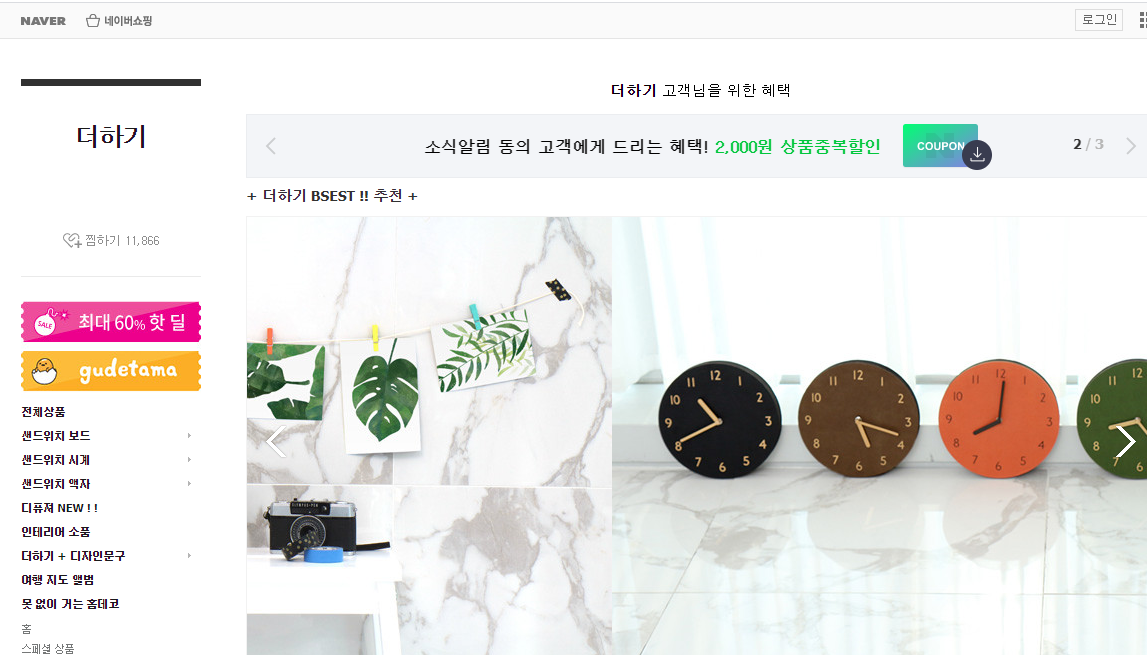 NAVER 네이버쇼핑
로그인
더하기
찜하기 11,866
SALE 최대 60% 핫 딜
gudetama
전체상품
샌드위치 보드
샌드위치 시계
샌드위치 액자
디퓨져 NEW ! !
인테리어 소품
더하기 + 디자인문구
여행 지도 앨범
못 없이 거는 홈데코
홈
스페셜 상품
더하기 고객님을 위한 혜택
소식알림 동의 고객에게 드리는 혜택! 2,000원 상품중복할인
COUPON
2 / 3
+ 더하기 BSEST !! 추천 +
OLYMPUS-PEN
12 1 2 3 4 5 6 7 8 9 10
12 1 2 3 4 5 6 7 8 9 10
12 1 2 3 4 5 6 7 8 9 10
12 10 9 8 7 6